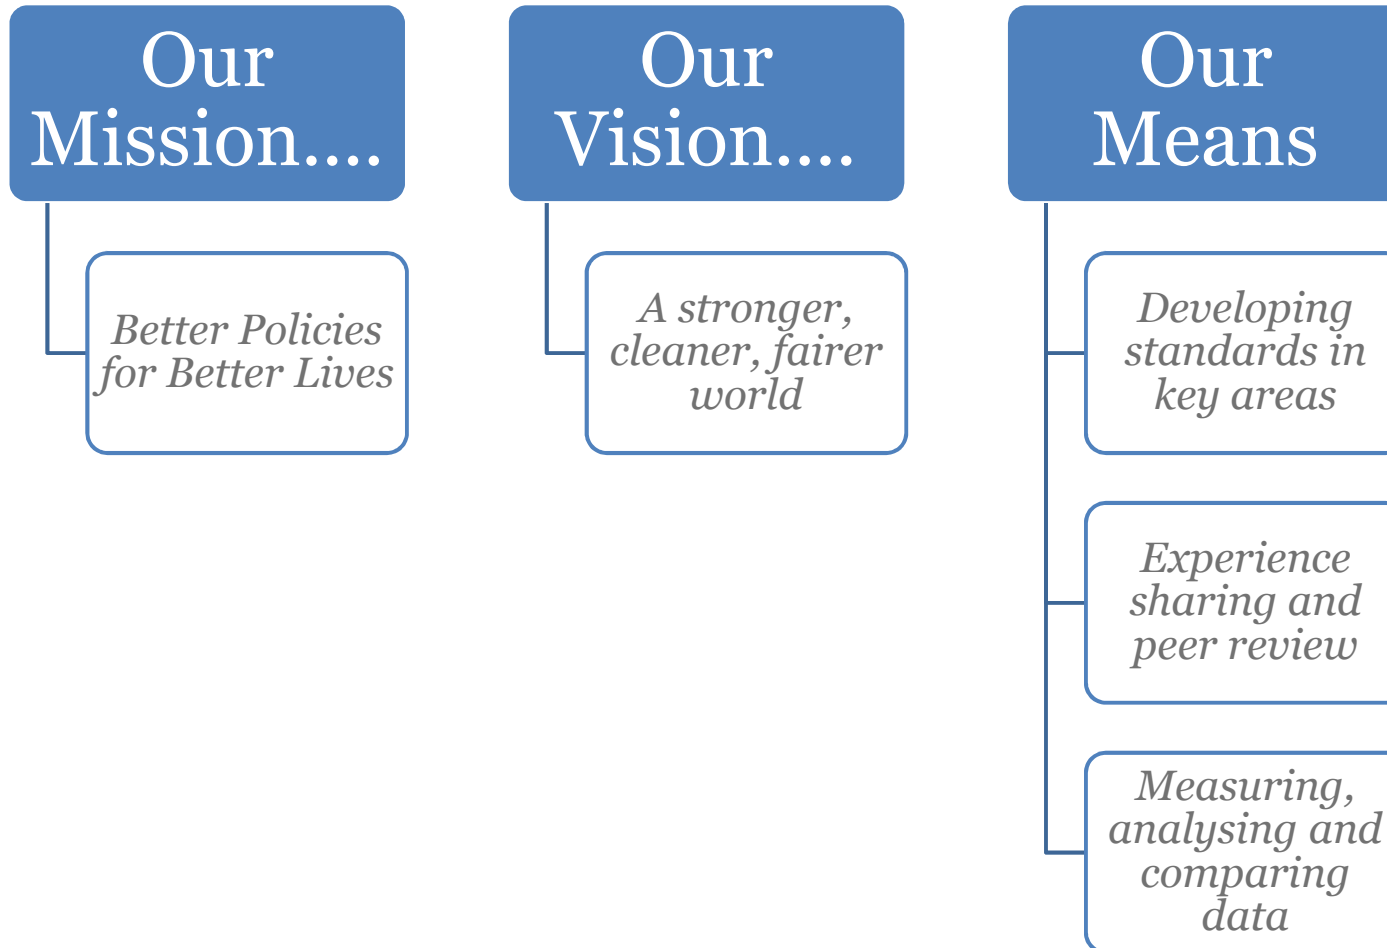 Our
Mission....
Better Policies
for Better Lives
Our
Vision....
A stronger,
cleaner, fairer
world
Our
Means
Developing
standards in
key areas
Experience
sharing and
peer review
Measuring,
analysing and
comparing
data